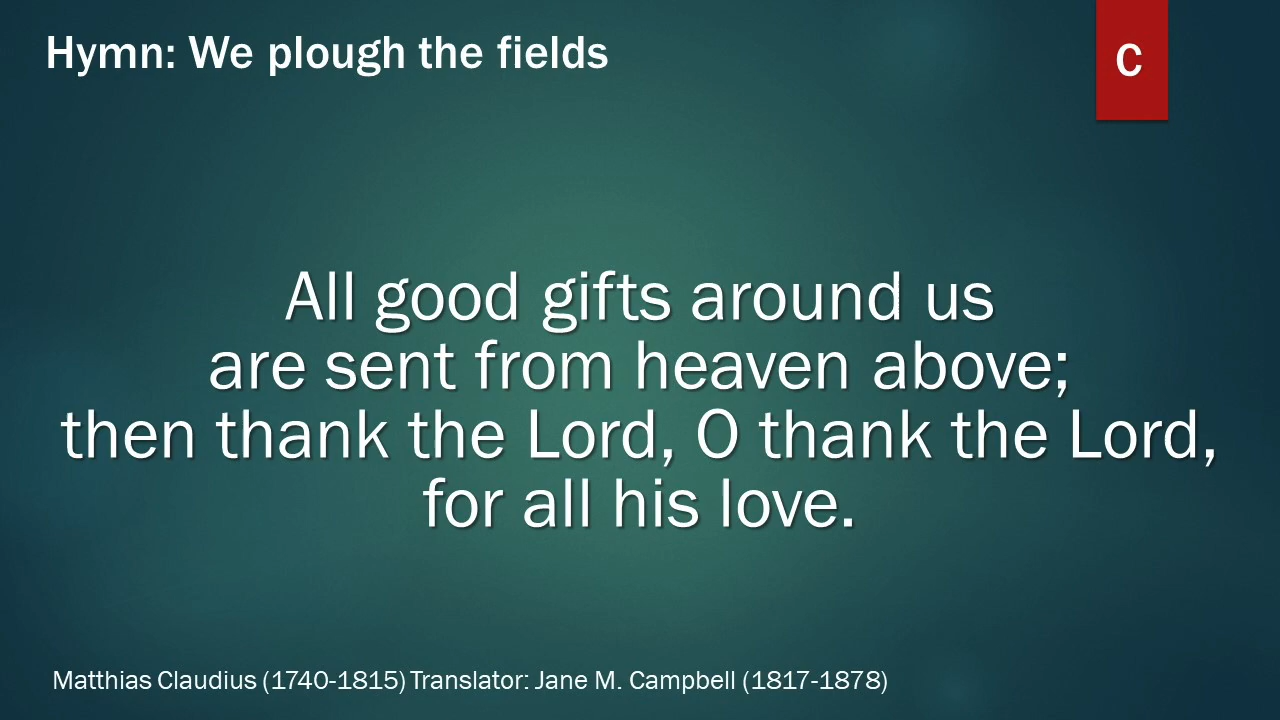 Hymn: We plough the fields
C
All good gifts around us
are sent from heaven above;
then thank the Lord, O thank the Lord,
for all his love.
Matthias Claudius (1740-1815) Translator: Jane M. Campbell (1817-1878)